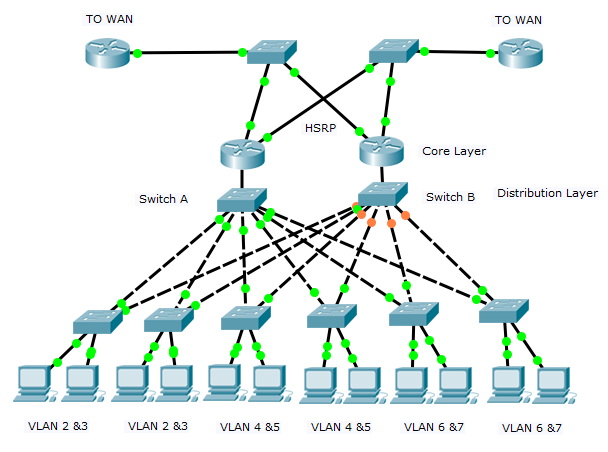 TO WAN
TO WAN
HSRP
Core Layer
Switch A
Switch B
Distribution Layer
VLAN 2 &3
VLAN 2 &3
VLAN 4 &5
VLAN 4 &5
VLAN 6 &7
VLAN 6 &7